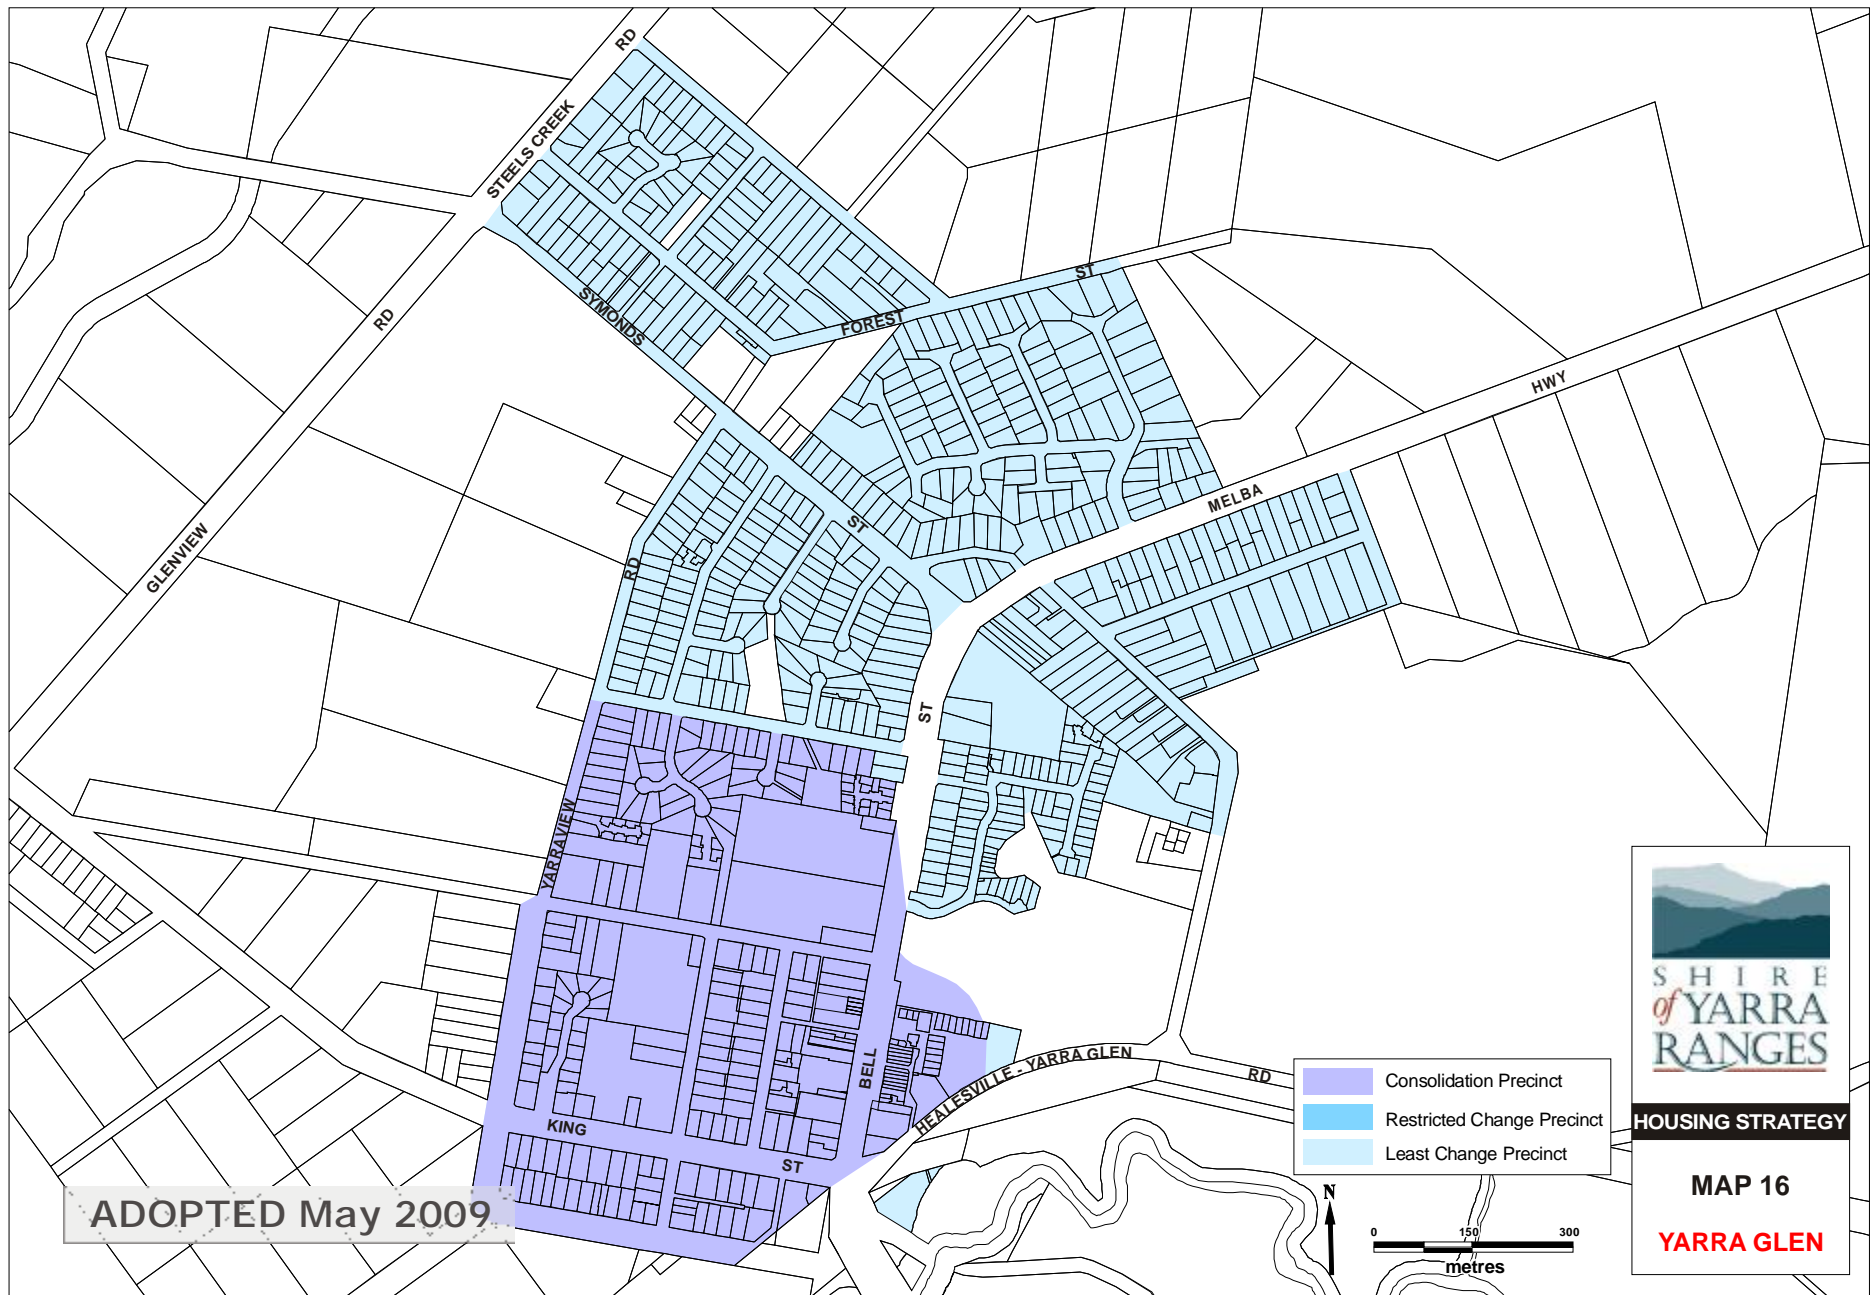 RD
STEELS CREEK
SYMONDS
RD
FOREST
ST
HWY
MELBA
ST
GLENVIEW
RD
ST
YARRAVIEW
BELL
HEALESVILLE - YARRA GLEN
RD
KING
ST
ADOPTED May 2009
Consolidation Precinct
Restricted Change Precinct
Least Change Precinct
N
0 150 300
metres
SHIRE
of YARRA
RANGES
HOUSING STRATEGY
MAP 16
YARRA GLEN